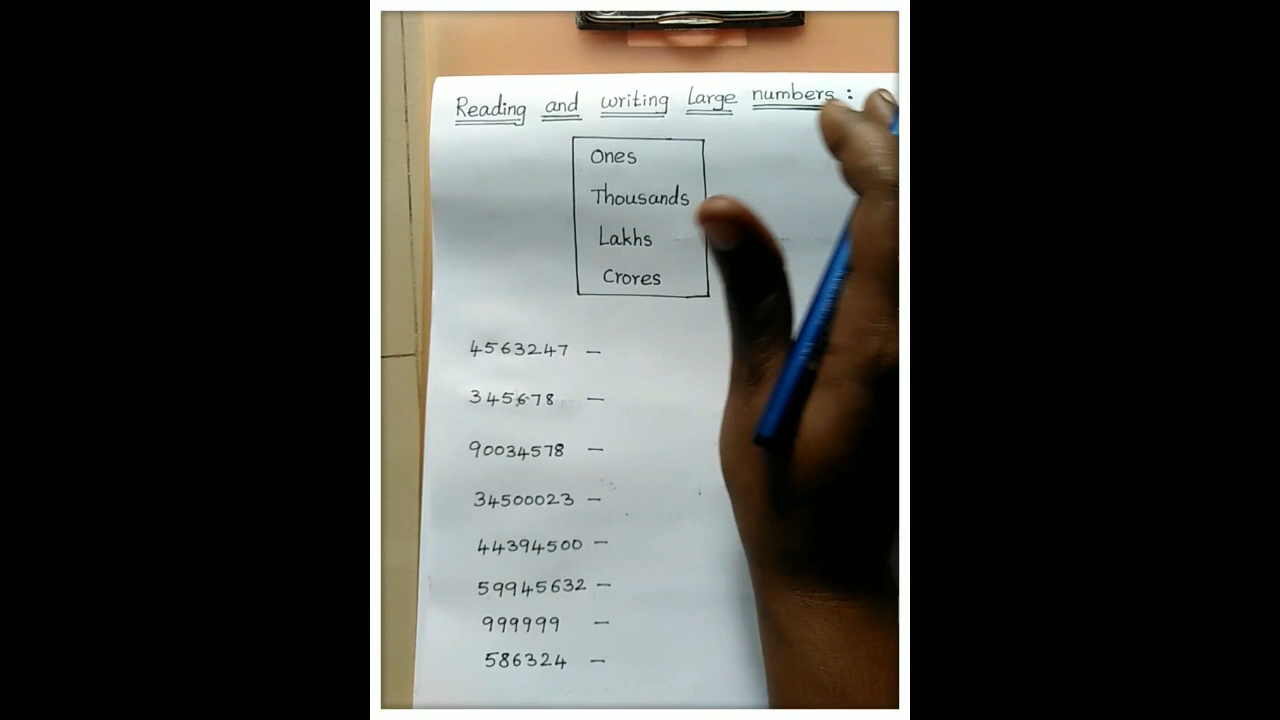 Reading and writing Large numbers :
Ones
Thousands
Lakhs
Crores
4563247 –
345678 –
90034578 –
34500023 –
44394500 –
59945632 –
999999 –
586324 –